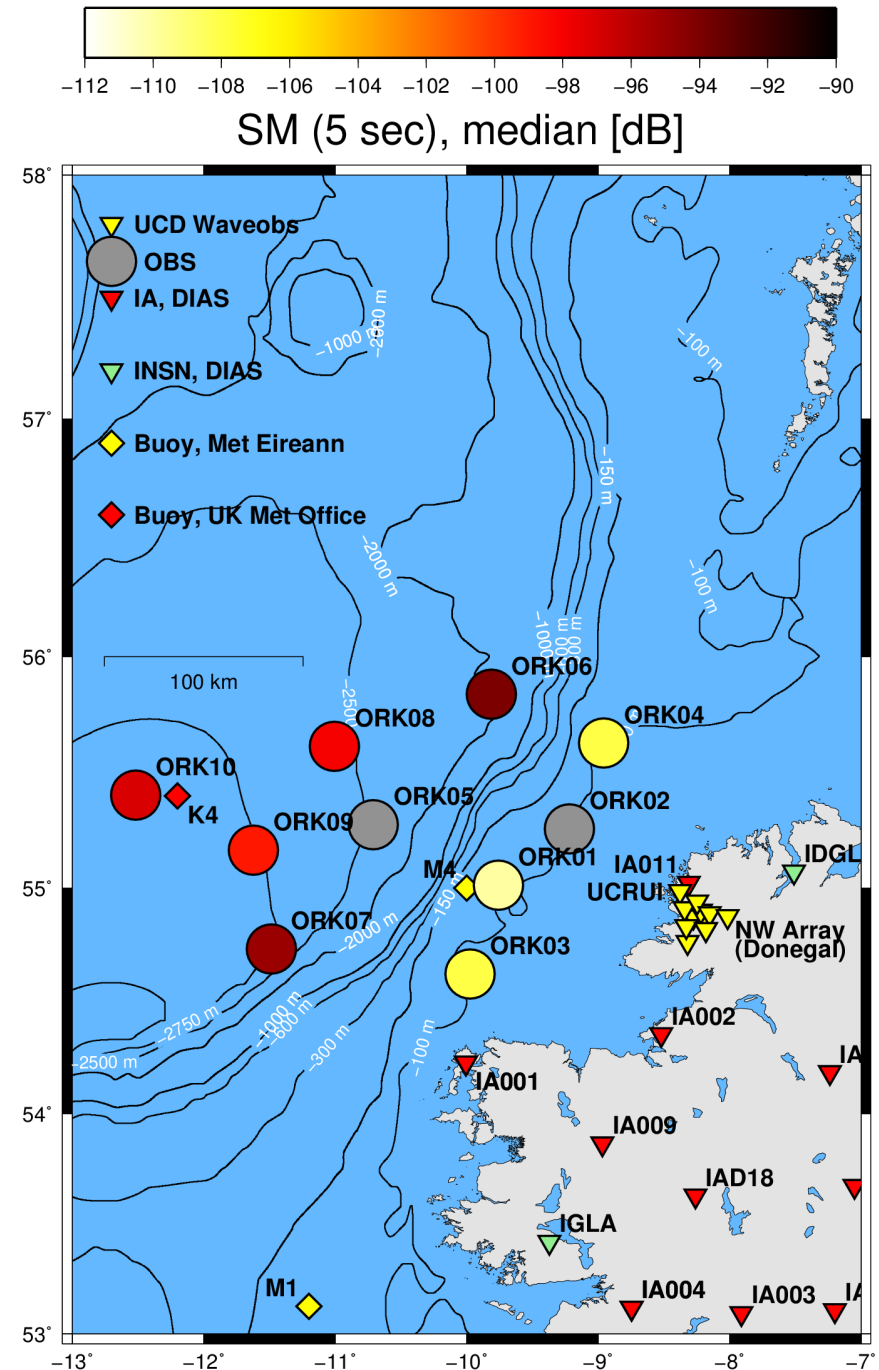 −112 −110 −108 −106 −104 −102 −100 −98 −96 −94 −92 −90
SM (5 sec), median [dB]
58˚
UCD Waveobs
OBS
IA, DIAS
−1000 m
−2000 m
−100 m
INSN, DIAS
57˚
Buoy, Met Eireann
−150 m
Buoy, UK Met Office
−2000 m
−100 m
−1000 m
56˚
100 km
ORK06
−2500
ORK08
ORK04
ORK10
K4
ORK05
ORK02
ORK09
ORK01
M4
IA011
IDGL
55˚
UCRUI
−150 m
ORK07
−2000 m
ORK03
NW Array
(Donegal)
−2750 m
−1000 m
−600 m
−300 m
−100 m
−2500 m
IA002
IA
IA001
54˚
IA009
IAD18
IGLA
M1
IA004
IA003
IA
53˚
−13˚ −12˚ −11˚ −10˚ −9˚ −8˚ −7˚